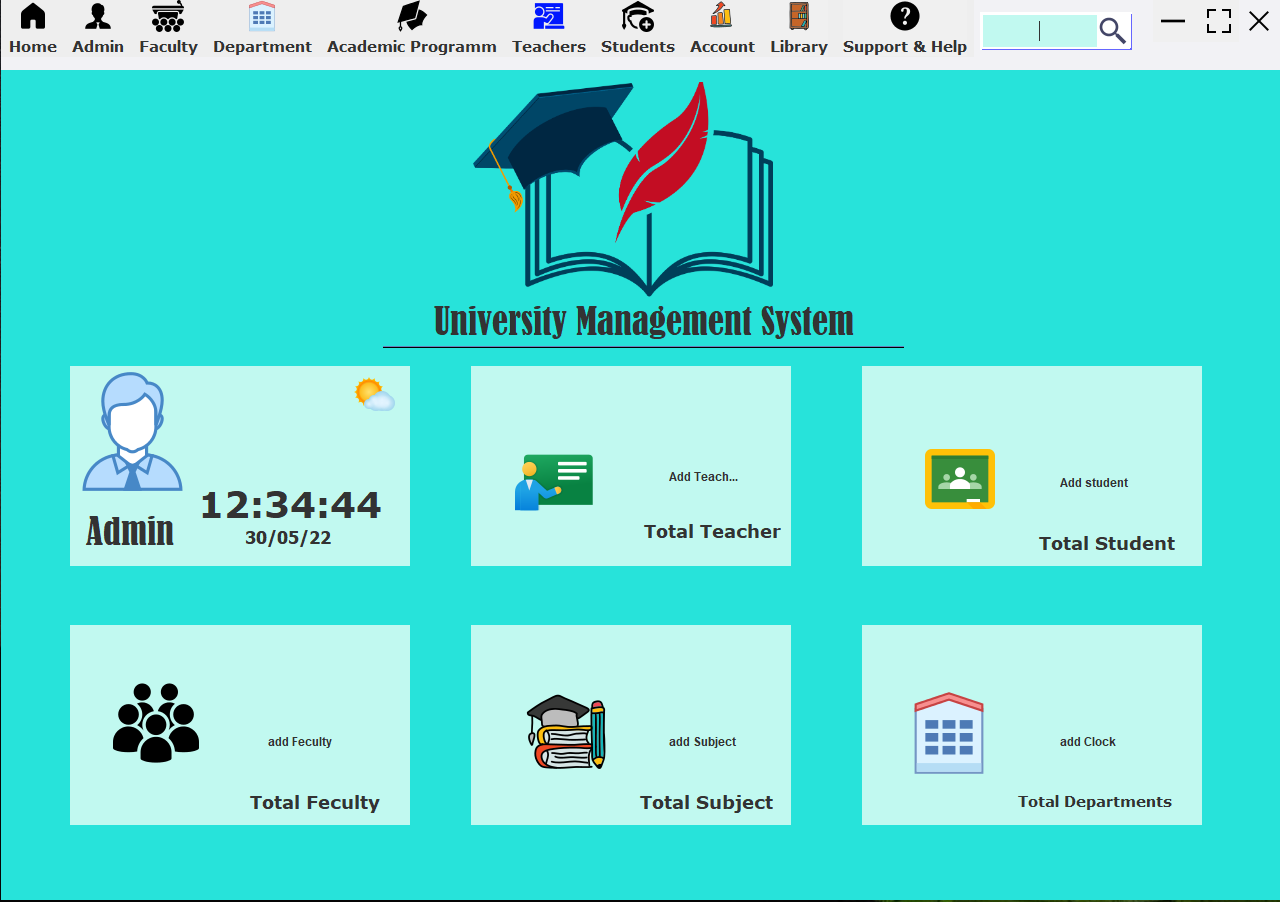 Home Admin Faculty Department Academic Programm Teachers Students Account Library Support & Help
University Management System
Admin
12:34:44
30/05/22
Add Teach...
Total Teacher
Add student
Total Student
add Feculty
Total Feculty
add Subject
Total Subject
add Clock
Total Departments